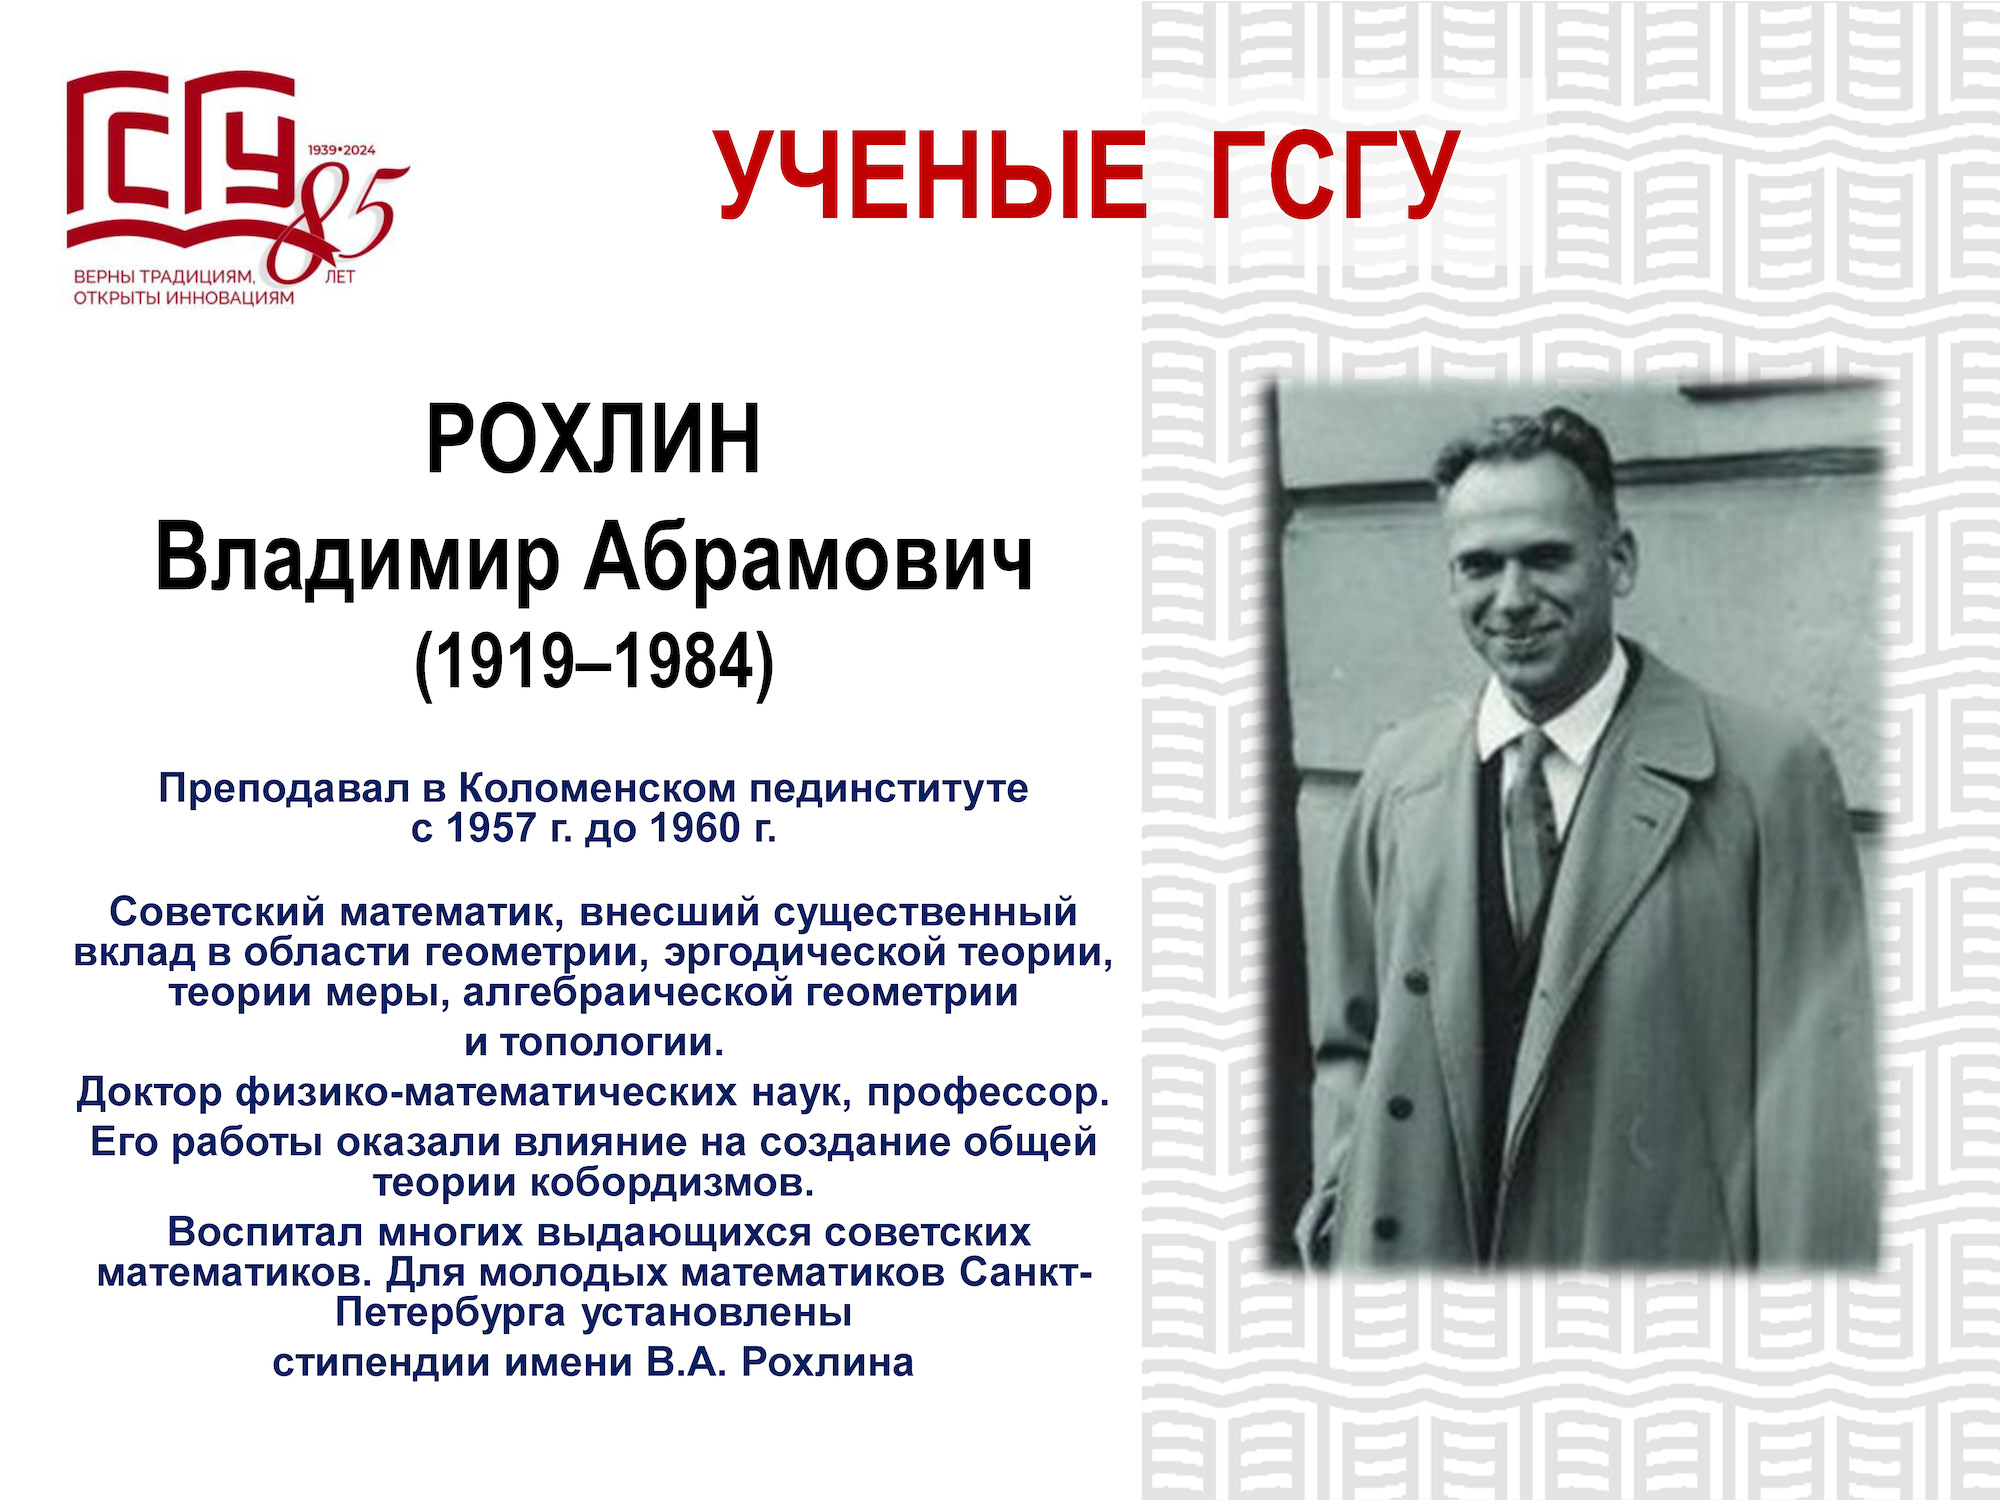 ГСГУ
1939•2024
85
ВЕРНЫ ТРАДИЦИЯМ, ЛЕТ
ОТКРЫТЫ ИННОВАЦИЯМ
УЧЕНЫЕ ГСГУ
РОХЛИН
Владимир Абрамович
(1919–1984)
Преподавал в Коломенском пединституте
с 1957 г. до 1960 г.
Советский математик, внесший существенный
вклад в области геометрии, эргодической теории,
теории меры, алгебраической геометрии
и топологии.
Доктор физико-математических наук, профессор.
Его работы оказали влияние на создание общей
теории кобордизмов.
Воспитал многих выдающихся советских
математиков. Для молодых математиков Санкт-
Петербурга установлены
стипендии имени В.А. Рохлина